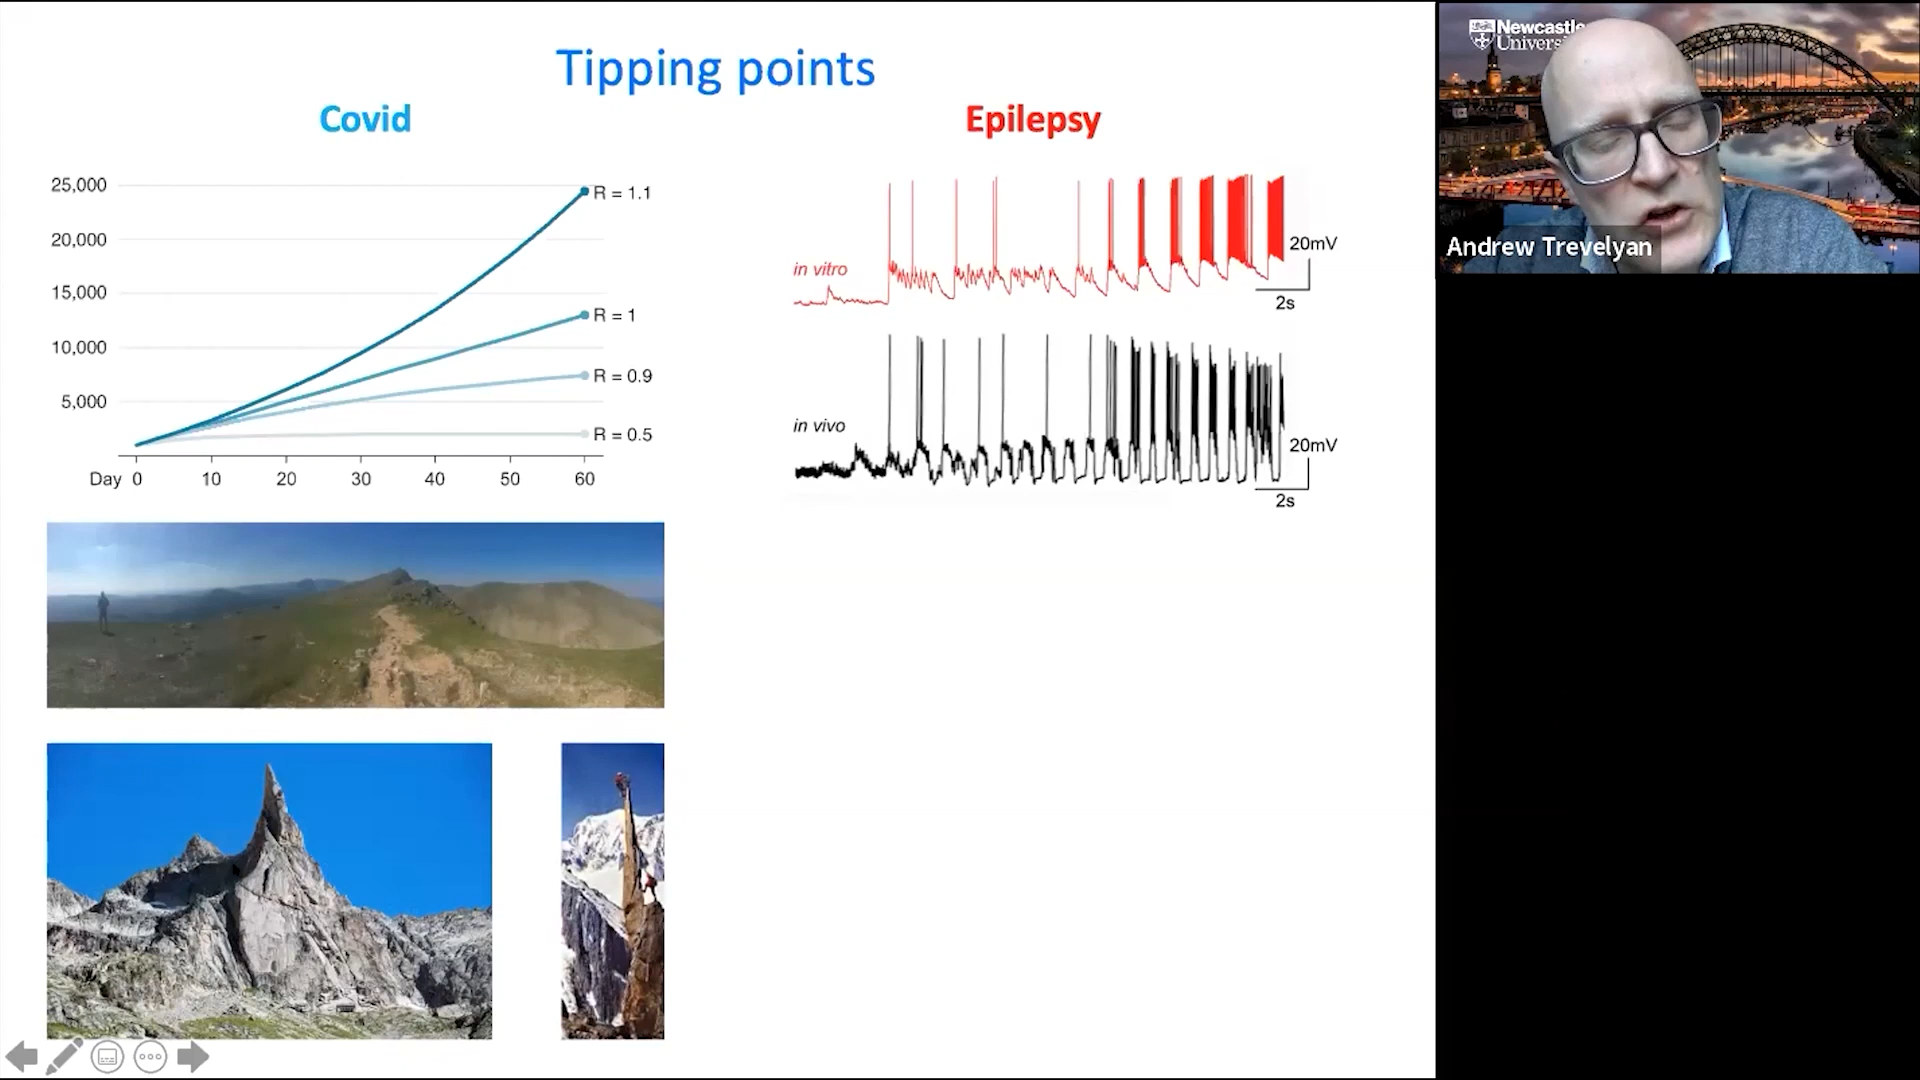 Tipping points
Covid
Epilepsy
25,000
20,000
15,000
10,000
5,000
R = 1.1
R = 1
R = 0.9
R = 0.5
Day 0 10 20 30 40 50 60
in vitro
20mV
2s
in vivo
20mV
2s
Newcastle
Andrew Trevelyan